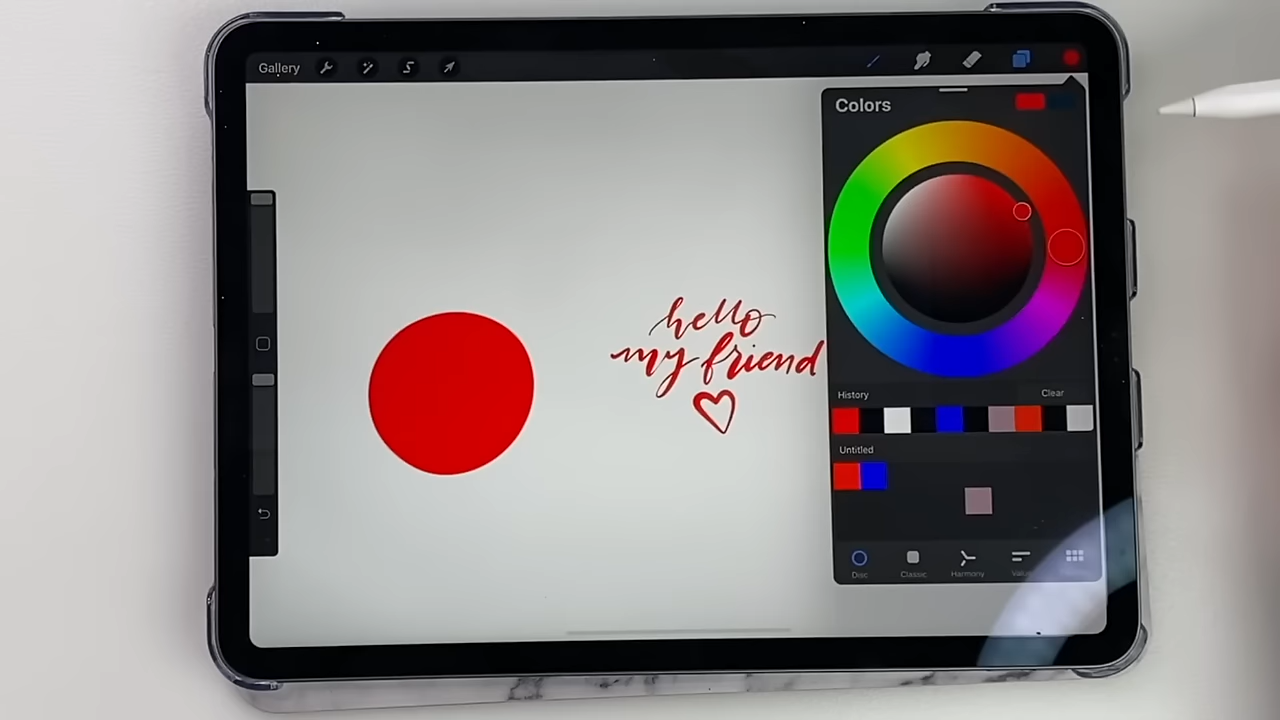 Gallery
Colors
hello
my friend
History
Clear
Untitled
Disc
Classic
Harmony